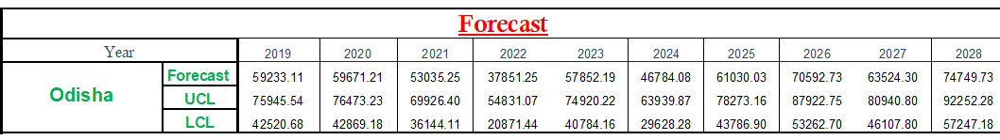 Forecast
Year 2019 2020 2021 2022 2023 2024 2025 2026 2027 2028
Forecast 59233.11 59671.21 53035.25 37851.25 57852.19 46784.08 61030.03 70592.73 63524.30 74749.73
Odisha UCL 75945.54 76473.23 69926.40 54831.07 74920.22 63939.87 78273.16 87922.75 80940.80 92252.28
LCL 42520.68 42869.18 36144.11 20871.44 40784.16 29628.28 43786.90 53262.70 46107.80 57247.18